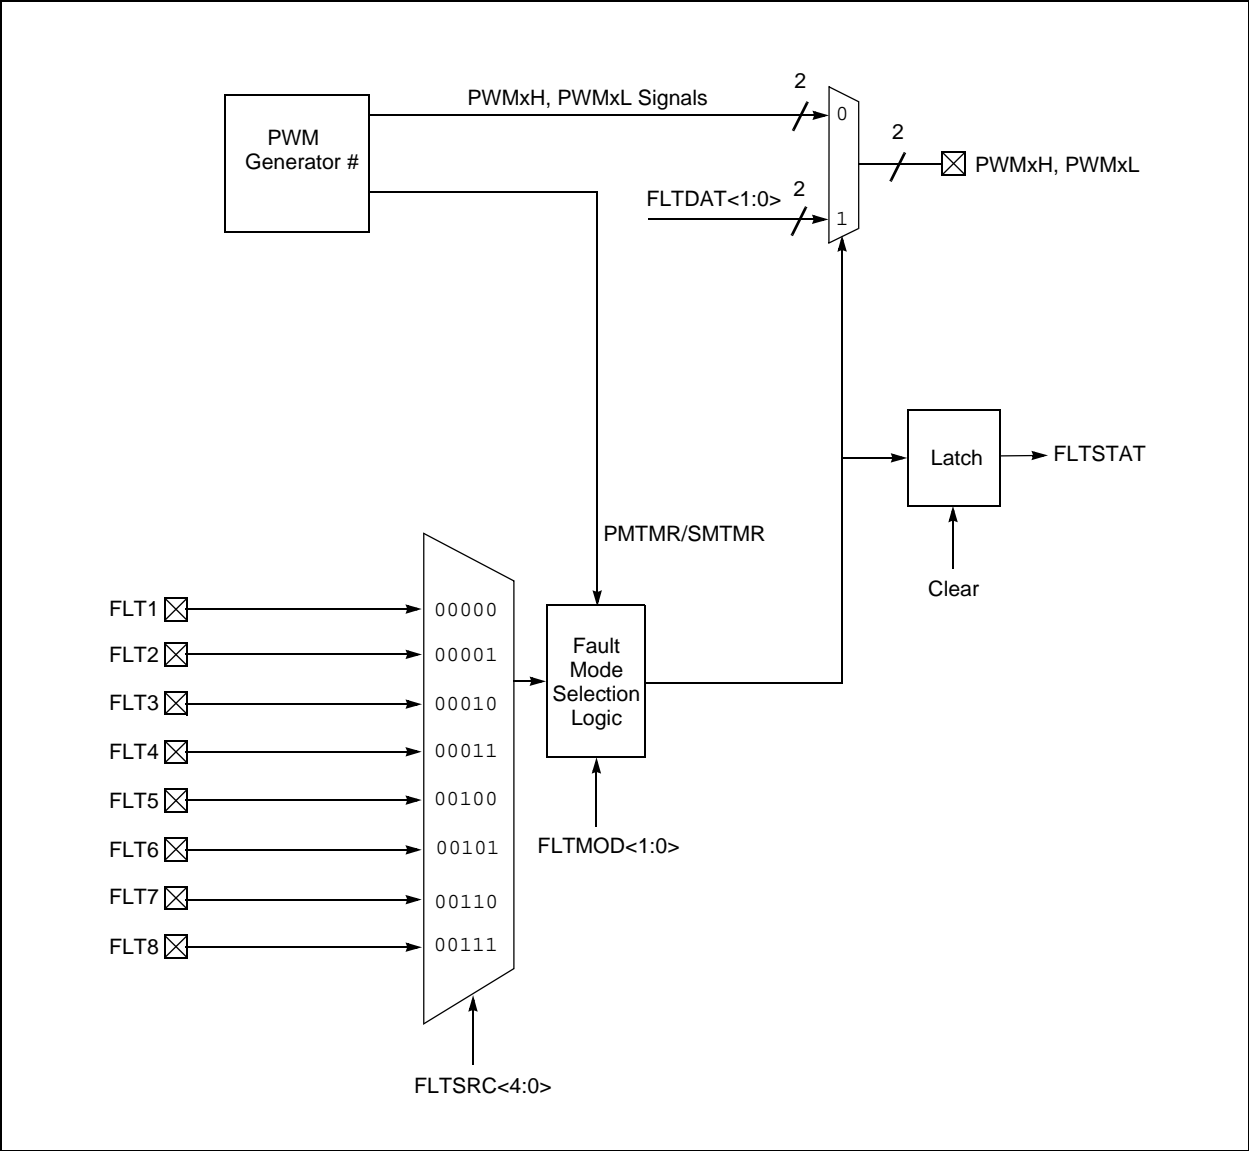 PWMxH, PWMxL Signals
2
0
PWM
Generator #
2
PWMxH, PWMxL
FLTDAT<1:0>
2
1
Latch
FLTSTAT
Clear
PMTMR/SMTMR
FLT1
00000
FLT2
00001
FLT3
00010
FLT4
00011
FLT5
00100
FLT6
00101
FLT7
00110
FLT8
00111
Fault
Mode
Selection
Logic
FLTMOD<1:0>
FLTSRC<4:0>